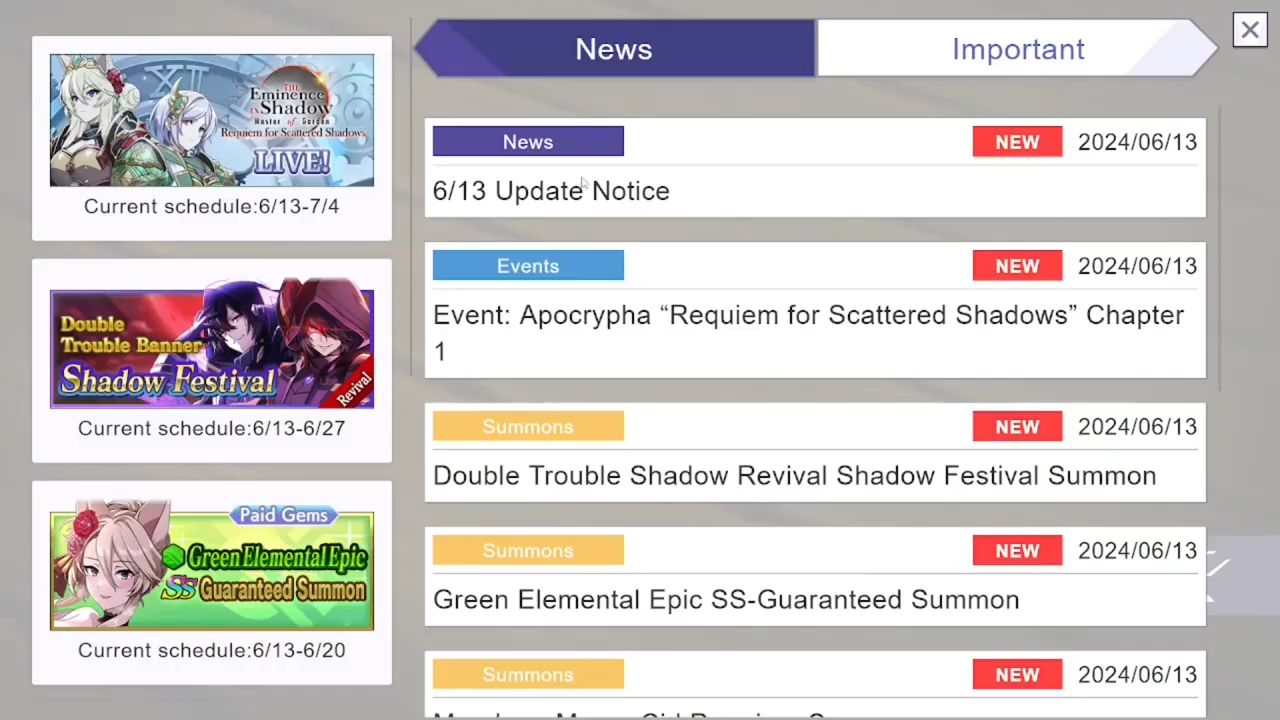 XII
THE
Eminence
IN Shadow
Master of Garden
Requiem for Scattered Shadows
LIVE!
Current schedule:6/13-7/4
Double
Trouble Banner
Shadow Festival
Revival
Current schedule:6/13-6/27
Paid Gems
Green Elemental Epic
SS Guaranteed Summon
Current schedule:6/13-6/20
News
Important
News
NEW
2024/06/13
6/13 Update Notice
Events
NEW
2024/06/13
Event: Apocrypha “Requiem for Scattered Shadows” Chapter
1
Summons
NEW
2024/06/13
Double Trouble Shadow Revival Shadow Festival Summon
Summons
NEW
2024/06/13
Green Elemental Epic SS-Guaranteed Summon
Summons
NEW
2024/06/13